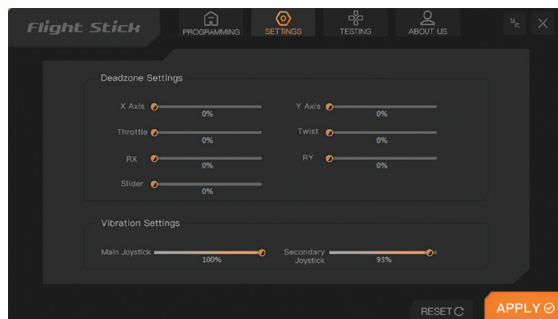 Flight Stick
PROGRAMMING SETTINGS TESTING ABOUT US
Deadzone Settings
X Axis 0% Y Axis 0%
Throttle 0% Twist 0%
RX 0% RY 0%
Slider 0%
Vibration Settings
Main Joystick 100% Secondary Joystick 93%
RESET APPLY